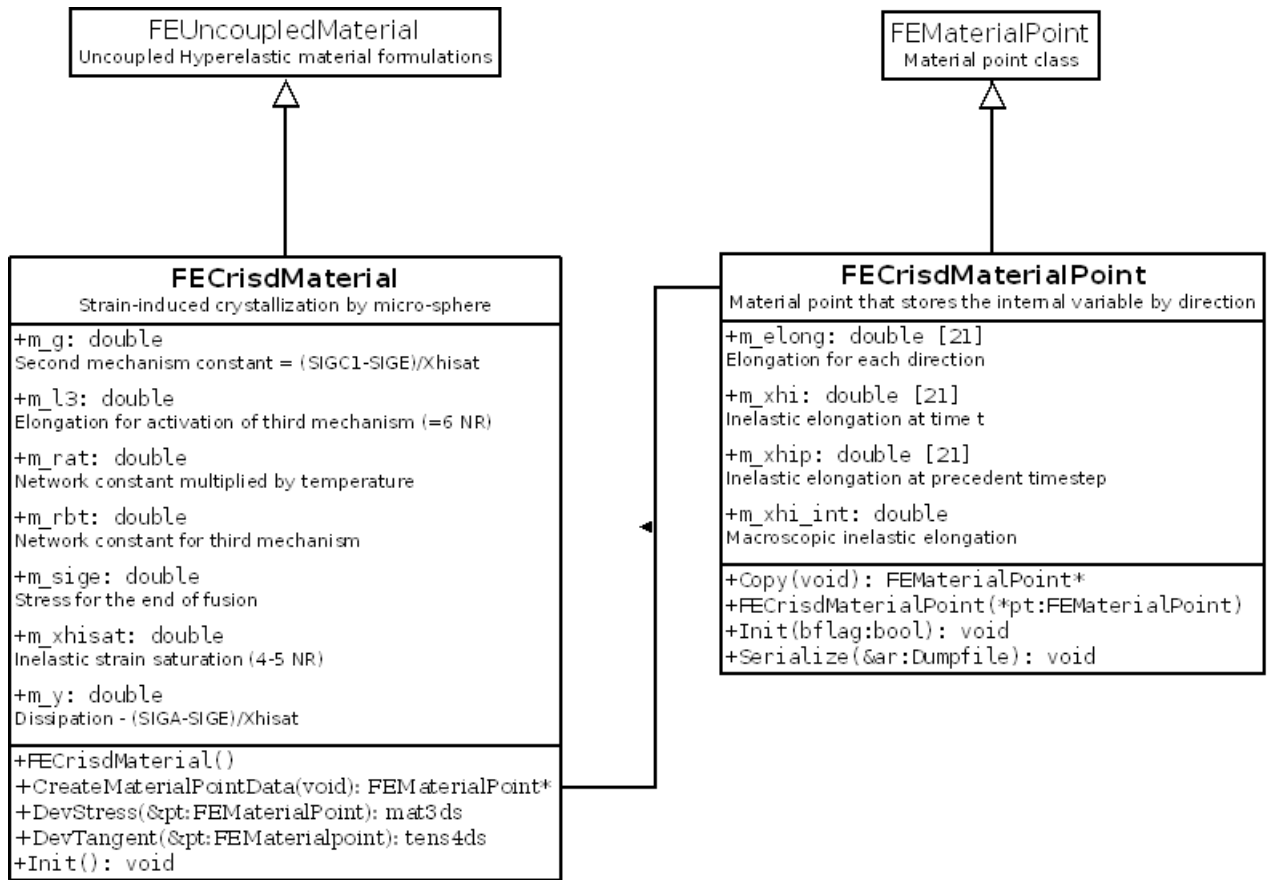 FEUncoupledMaterial
Uncoupled Hyperelastic material formulations
FEMaterialPoint
Material point class
FECrisdMaterial
Strain-induced crystallization by micro-sphere
+m_g: double
Second mechanism constant = (SIGC1-SIGE)/Xhisat
+m_l3: double
Elongation for activation of third mechanism (=6 NR)
+m_rat: double
Network constant multiplied by temperature
+m_rbt: double
Network constant for third mechanism
+m_sige: double
Stress for the end of fusion
+m_xhisat: double
Inelastic strain saturation (4-5 NR)
+m_y: double
Dissipation - (SIGA-SIGE)/Xhisat
+FECrisdMaterial()
+CreateMaterialPointData(void): FEMaterialPoint*
+DevStress(&pt:FEMaterialPoint): mat3ds
+DevTangent(&pt:FEMaterialpoint): tens4ds
+Init(): void
FECrisdMaterialPoint
Material point that stores the internal variable by direction
+m_elong: double [21]
Elongation for each direction
+m_xhi: double [21]
Inelastic elongation at time t
+m_xhip: double [21]
Inelastic elongation at precedent timestep
+m_xhi_int: double
Macroscopic inelastic elongation
+Copy(void): FEMaterialPoint*
+FECrisdMaterialPoint(*pt:FEMaterialPoint)
+Init(bflag:bool): void
+Serialize(&ar:Dumpfile): void